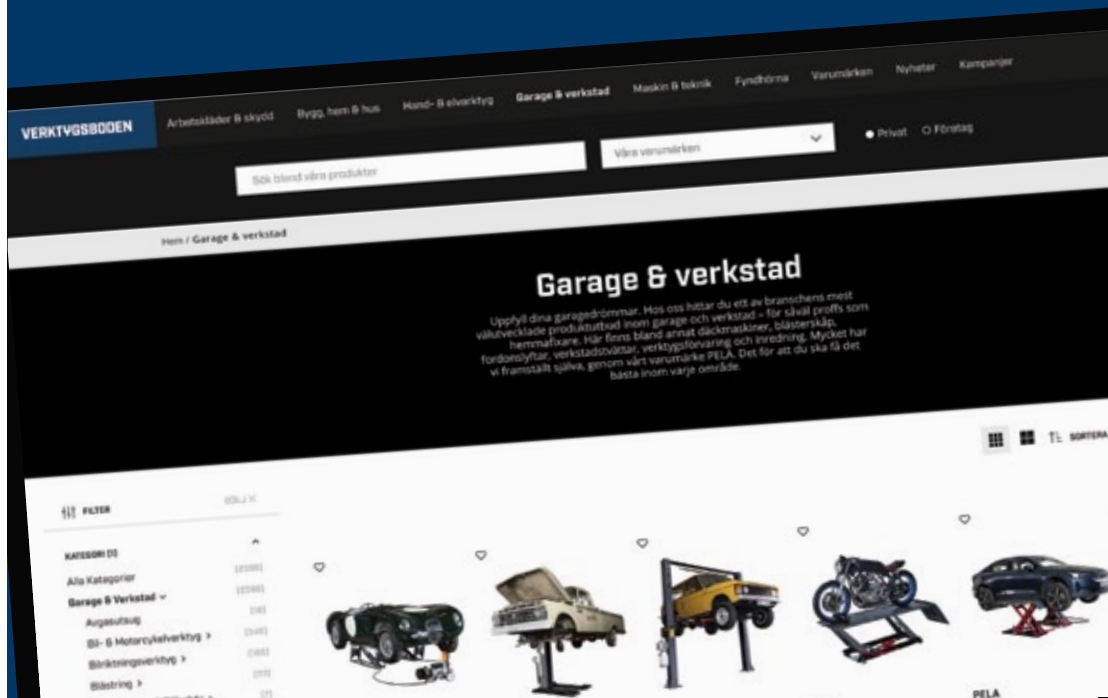 VERKTYGSBODEN
Arbetskläder & skydd
Bygg, hem & hus
Hand- & elverktyg
Garage & verkstad
Maskin & teknik
Fyndhörna
Varumärken
Nyheter
Kampanjer
Sök bland våra produkter
Våra varumärken
Privat
Företag
Hem / Garage & verkstad
Garage & verkstad
Uppfyll dina garagedrömmar. Hos oss hittar du ett av branschens mest
välutvecklade produktutbud inom garage och verkstad – för såväl proffs som
hemmafixare. Här finns bland annat däckmaskiner, blästerskåp,
fordonslyftar, verkstadstvättar, verktygsförvaring och inredning. Mycket har
vi framställt själva, genom vårt varumärke PELA. Det för att du ska få det
bästa inom varje område.
SORTERA
FILTER
DÖLJ X
KATEGORI (1)
Alla Kategorier
Garage & Verkstad
Avgasutsug
Bil- & Motorcykelverktyg >
Bilriktningsverktyg >
Blästring >
PELA